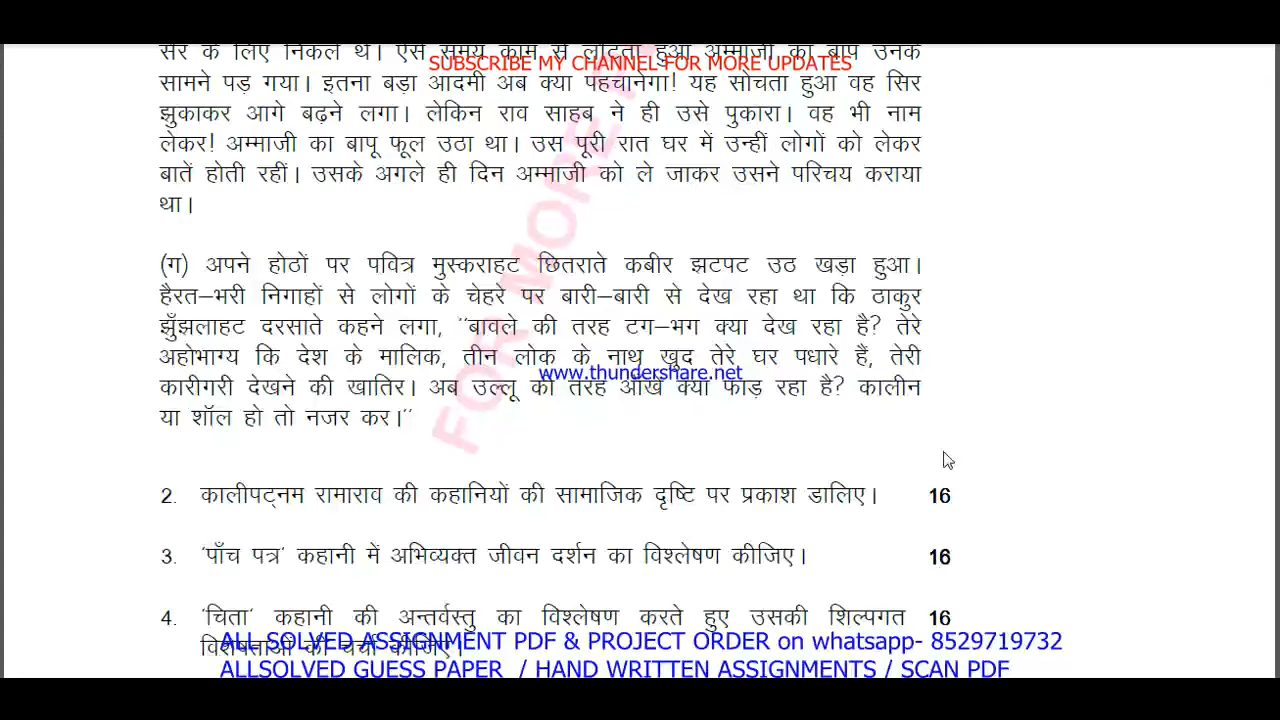 सैर के लिए निकले थे। ऐसे समय काम से लौटता हुआ अम्माजी का बाप उनके
SUBSCRIBE MY CHANNEL FOR MORE UPDATES
सामने पड़ गया। इतना बड़ा आदमी अब क्या पहचानेगा! यह सोचता हुआ वह सिर
झुकाकर आगे बढ़ने लगा। लेकिन राव साहब ने ही उसे पुकारा। वह भी नाम
लेकर! अम्माजी का बापू फूल उठा था। उस पूरी रात घर में उन्हीं लोगों को लेकर
बातें होती रहीं। उसके अगले ही दिन अम्माजी को ले जाकर उसने परिचय कराया
था।
FOR MORE
(ग) अपने होठों पर पवित्र मुस्कराहट छितराते कबीर झटपट उठ खड़ा हुआ।
हैरत–भरी निगाहों से लोगों के चेहरे पर बारी–बारी से देख रहा था कि ठाकुर
झुँझलाहट दरसाते कहने लगा, "बावले की तरह टग–भग क्या देख रहा है? तेरे
अहोभाग्य कि देश के मालिक, तीन लोक के नाथ खुद तेरे घर पधारे हैं, तेरी
www.thundershare.net
कारीगरी देखने की खातिर। अब उल्लू की तरह आँखें क्या फाड़ रहा है? कालीन
या शॉल हो तो नजर कर।"
2. कालीपट्नम रामाराव की कहानियों की सामाजिक दृष्टि पर प्रकाश डालिए। 16
3. 'पाँच पत्र' कहानी में अभिव्यक्त जीवन दर्शन का विश्लेषण कीजिए। 16
4. 'चिता' कहानी की अन्तर्वस्तु का विश्लेषण करते हुए उसकी शिल्पगत 16
विशेषताओं की चर्चा कीजिए।
ALL SOLVED ASSIGNMENT PDF & PROJECT ORDER on whatsapp- 8529719732
ALLSOLVED GUESS PAPER / HAND WRITTEN ASSIGNMENTS / SCAN PDF